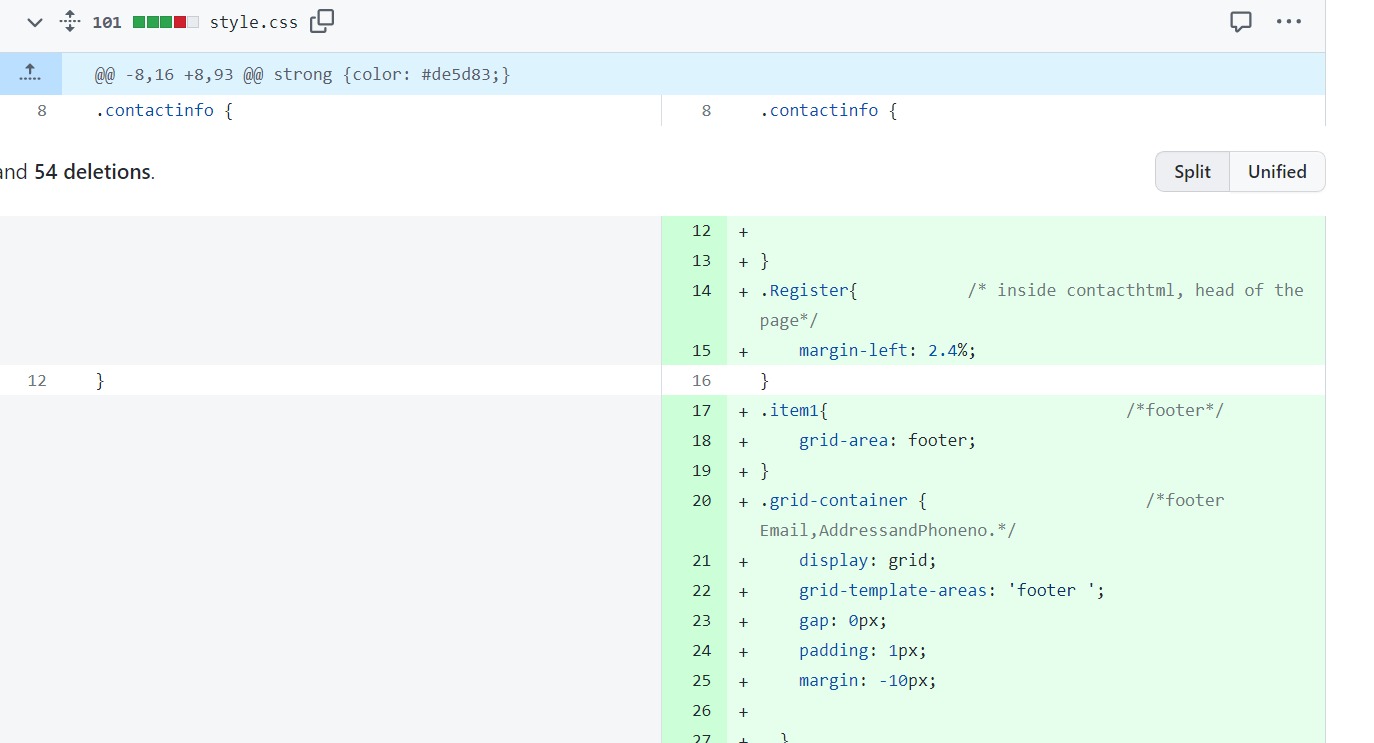 101 style.css
@@ -8,16 +8,93 @@ strong {color: #de5d83;}
8 .contactinfo { 8 .contactinfo {
and 54 deletions.
Split Unified
12 +
13 + }
14 + .Register{ /* inside contacthtml, head of the
page*/
15 + margin-left: 2.4%;
12 } 16 }
17 + .item1{ /*footer*/
18 + grid-area: footer;
19 + }
20 + .grid-container { /*footer
Email,AddressandPhoneno.*/
21 + display: grid;
22 + grid-template-areas: 'footer ';
23 + gap: 0px;
24 + padding: 1px;
25 + margin: -10px;
26 +
27 + }